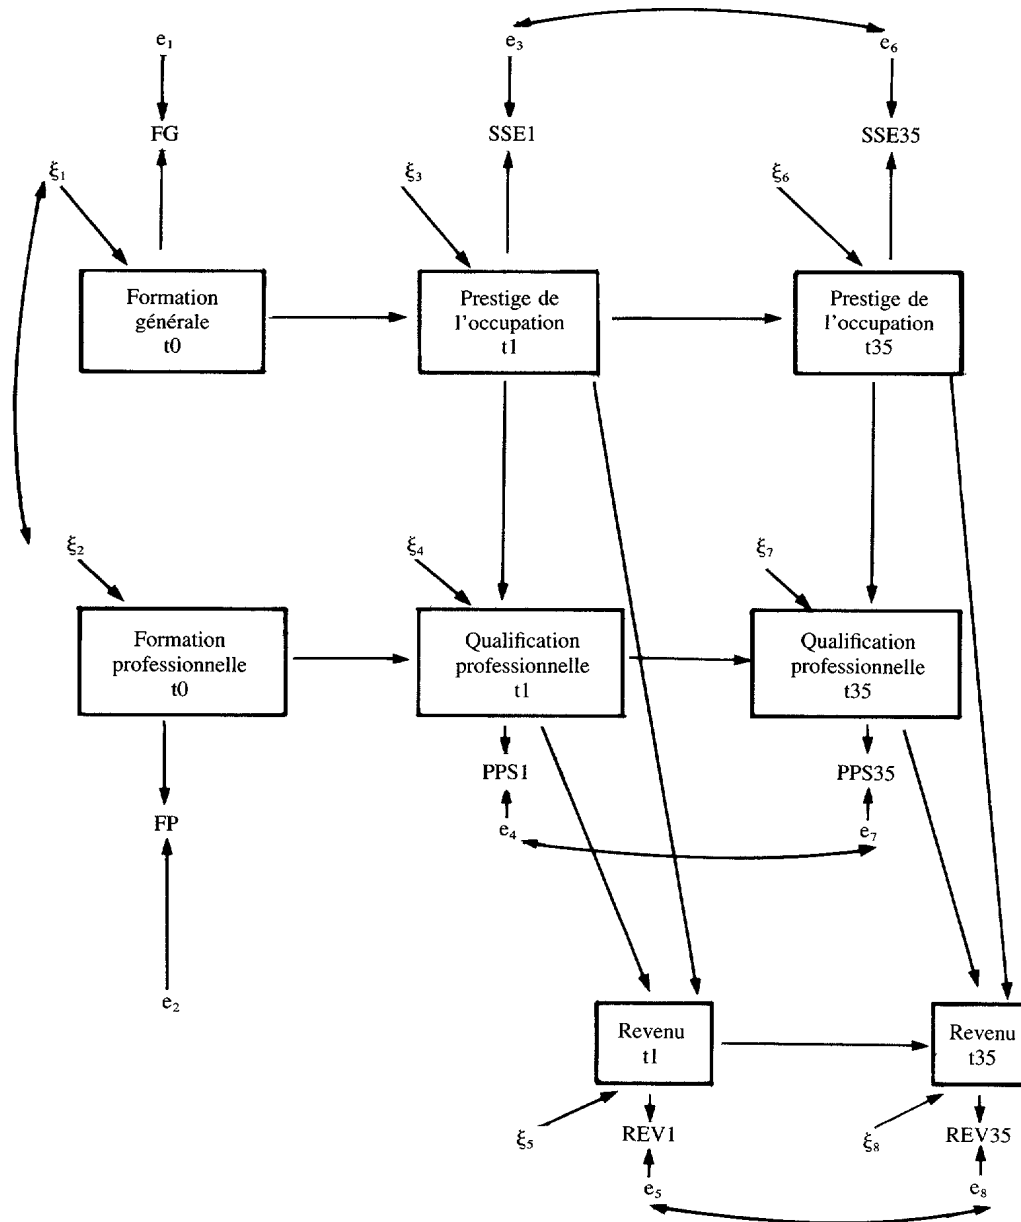 e₁
e₃
e₆
FG
SSE1
SSE35
ξ₁
ξ₃
ξ₆
Formation
générale
t0
Prestige de
l'occupation
t1
Prestige de
l'occupation
t35
ξ₂
ξ₄
ξ₇
Formation
professionnelle
t0
Qualification
professionnelle
t1
Qualification
professionnelle
t35
PPS1
PPS35
FP
e₄
e₇
e₂
Revenu
t1
Revenu
t35
ξ₅
REV1
ξ₈
REV35
e₅
e₈